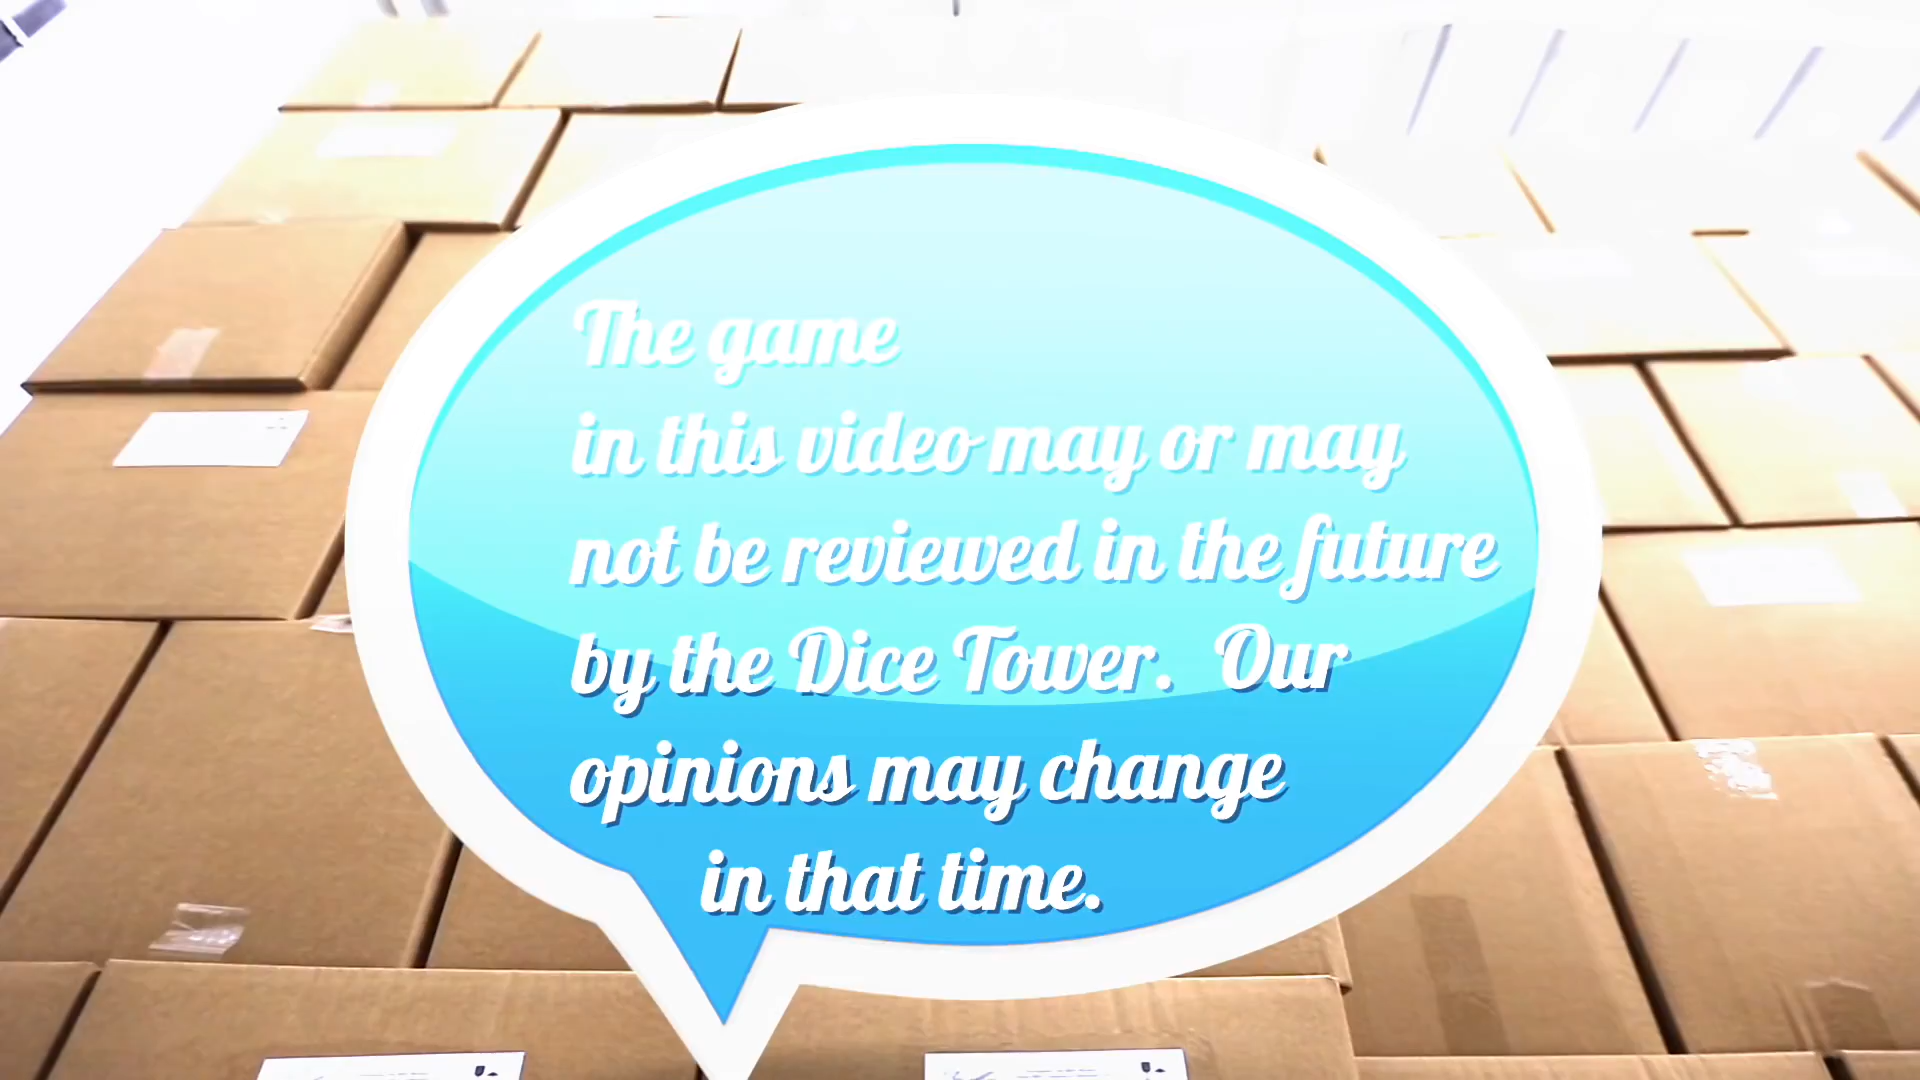 The game
in this video may or may
not be reviewed in the future
by the Dice Tower. Our
opinions may change
in that time.